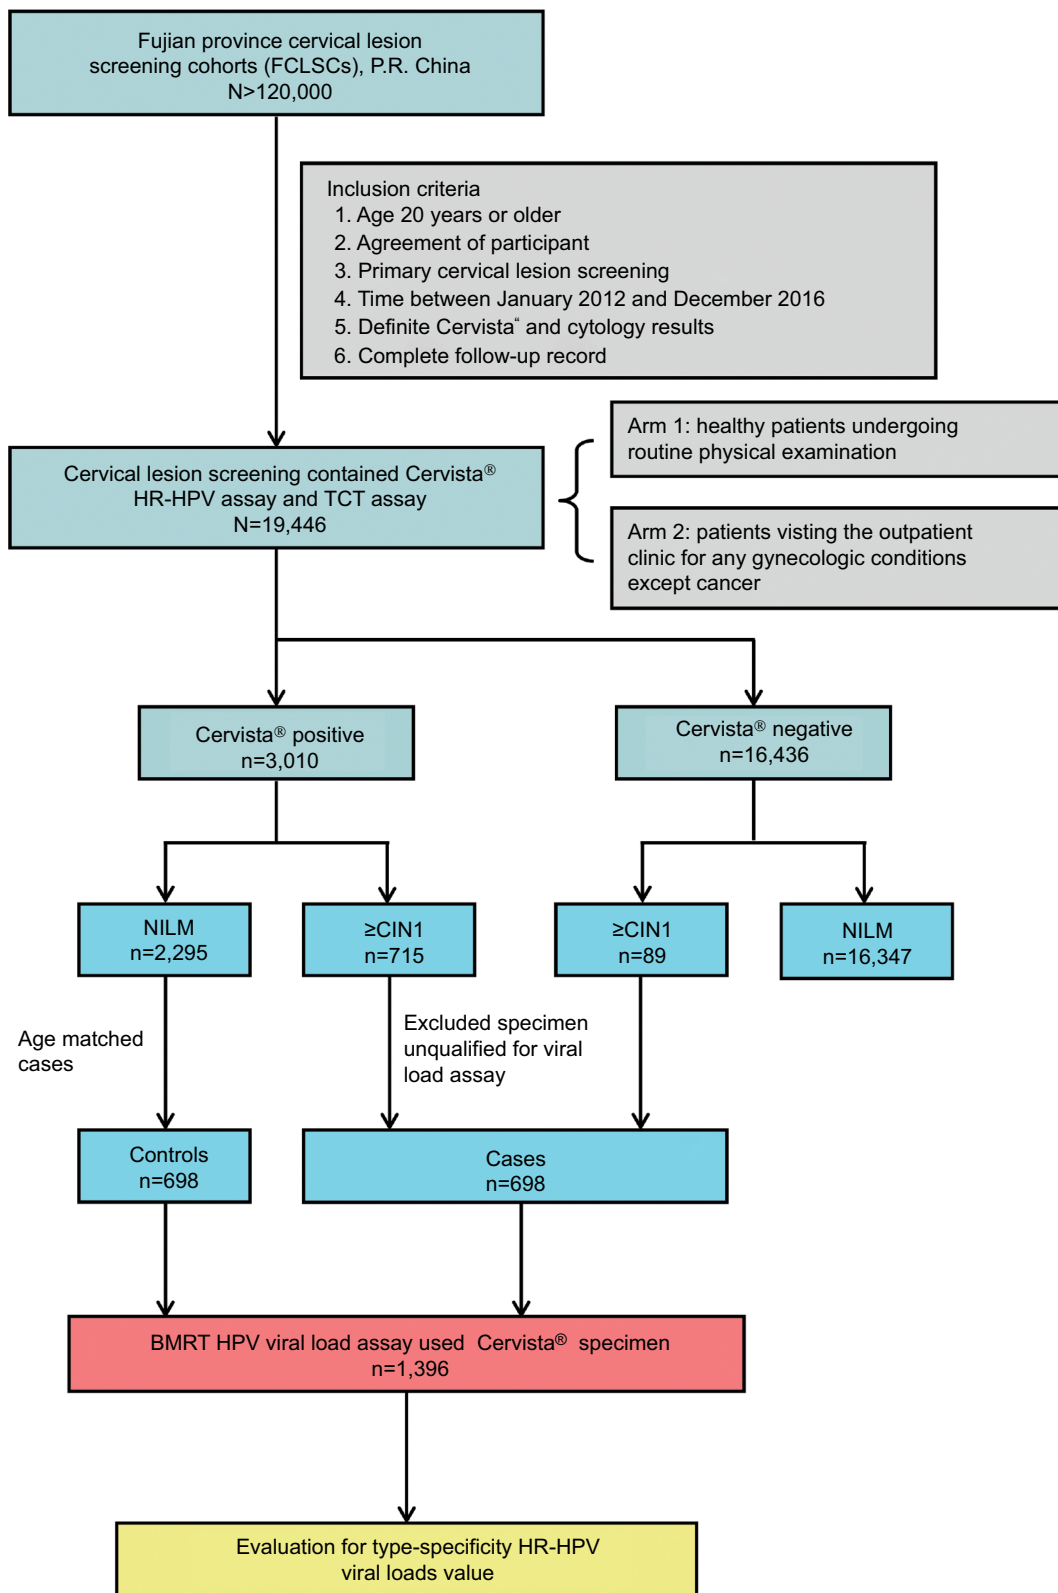 Fujian province cervical lesion
screening cohorts (FCLSCs), P.R. China
N>120,000
Inclusion criteria
1. Age 20 years or older
2. Agreement of participant
3. Primary cervical lesion screening
4. Time between January 2012 and December 2016
5. Definite Cervista“ and cytology results
6. Complete follow-up record
Arm 1: healthy patients undergoing
routine physical examination
Cervical lesion screening contained Cervista®
HR-HPV assay and TCT assay
N=19,446
Arm 2: patients visting the outpatient
clinic for any gynecologic conditions
except cancer
Cervista® positive
n=3,010
Cervista® negative
n=16,436
NILM
n=2,295
≥CIN1
n=715
≥CIN1
n=89
NILM
n=16,347
Age matched
cases
Excluded specimen
unqualified for viral
load assay
Controls
n=698
Cases
n=698
BMRT HPV viral load assay used Cervista® specimen
n=1,396
Evaluation for type-specificity HR-HPV
viral loads value